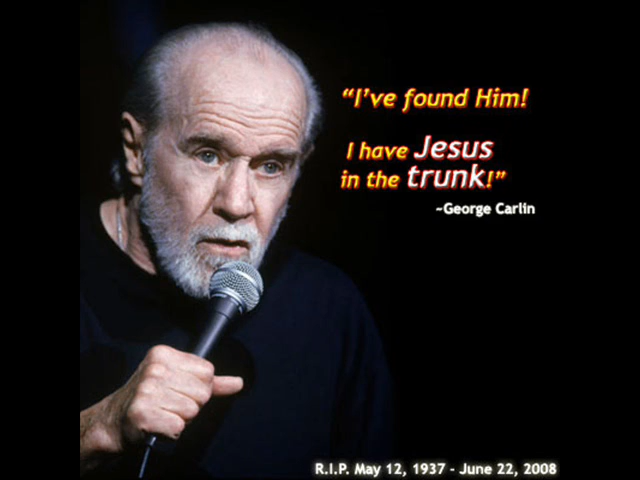 “I’ve found Him!
I have Jesus
in the trunk!”
~George Carlin
R.I.P. May 12, 1937 - June 22, 2008